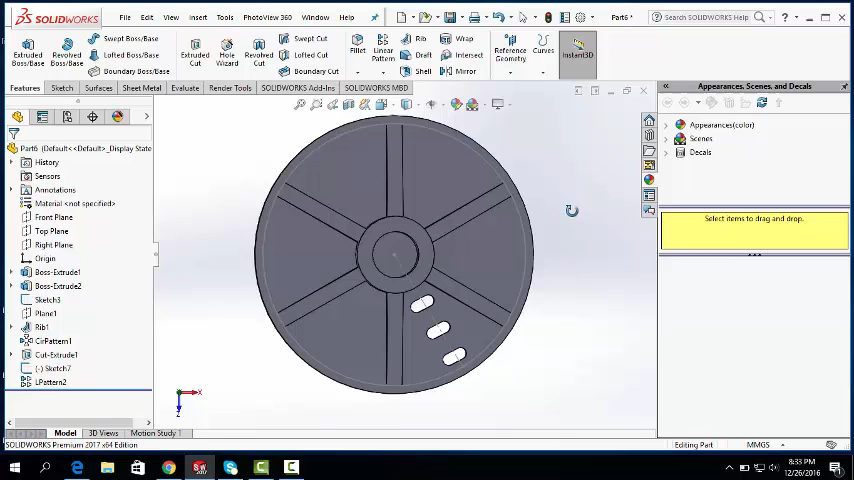 SOLIDWORKS File Edit View Insert Tools PhotoView 360 Window Help Part6 * Search SOLIDWORKS Help
Extruded Boss/Base
Revolved Boss/Base
Swept Boss/Base
Lofted Boss/Base
Boundary Boss/Base
Extruded Cut
Hole Wizard
Revolved Cut
Swept Cut
Lofted Cut
Boundary Cut
Fillet
Linear Pattern
Rib
Draft
Shell
Wrap
Intersect
Mirror
Reference Geometry
Curves
Instant3D
Features Sketch Surfaces Sheet Metal Evaluate Render Tools SOLIDWORKS Add-Ins SOLIDWORKS MBD
Part6 (Default<<Default>_Display State
History
Sensors
Annotations
Material <not specified>
Front Plane
Top Plane
Right Plane
Origin
Boss-Extrude1
Boss-Extrude2
Sketch3
Plane1
Rib1
CirPattern1
Cut-Extrude1
(-) Sketch7
LPattern2
X
Z
Appearances, Scenes, and Decals
Appearances(color)
Scenes
Decals
Select items to drag and drop.
Model 3D Views Motion Study 1
SOLIDWORKS Premium 2017 x64 Edition Editing Part MMGS
8:33 PM
12/26/2016